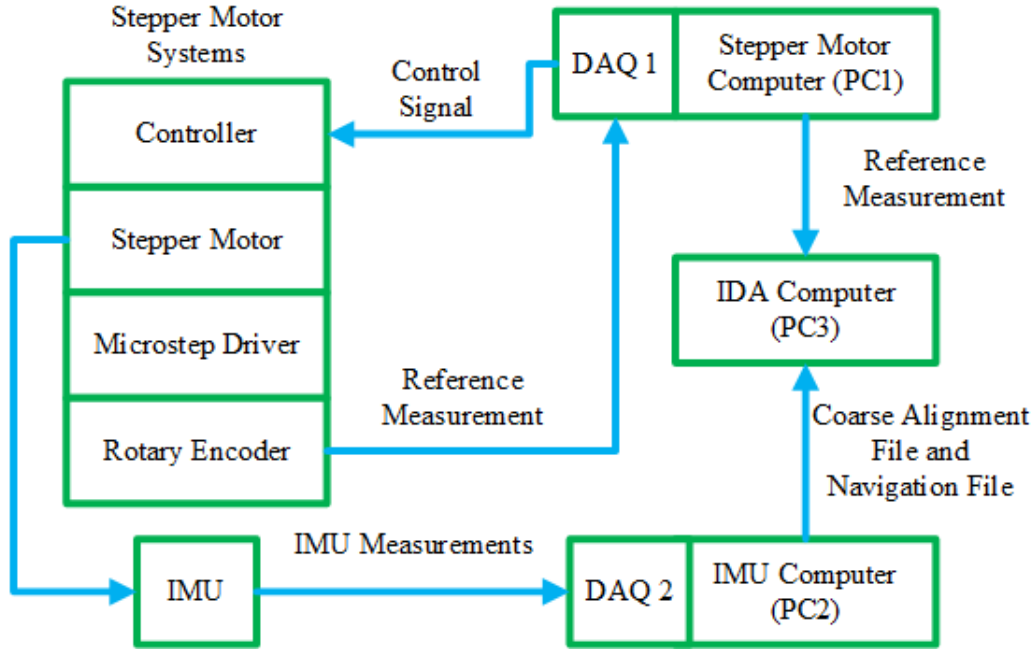 Stepper Motor
Systems
Controller
Stepper Motor
Microstep Driver
Rotary Encoder
Control
Signal
DAQ 1
Stepper Motor
Computer (PC1)
Reference
Measurement
IDA Computer
(PC3)
Reference
Measurement
Coarse Alignment
File and
Navigation File
IMU
IMU Measurements
DAQ 2
IMU Computer
(PC2)